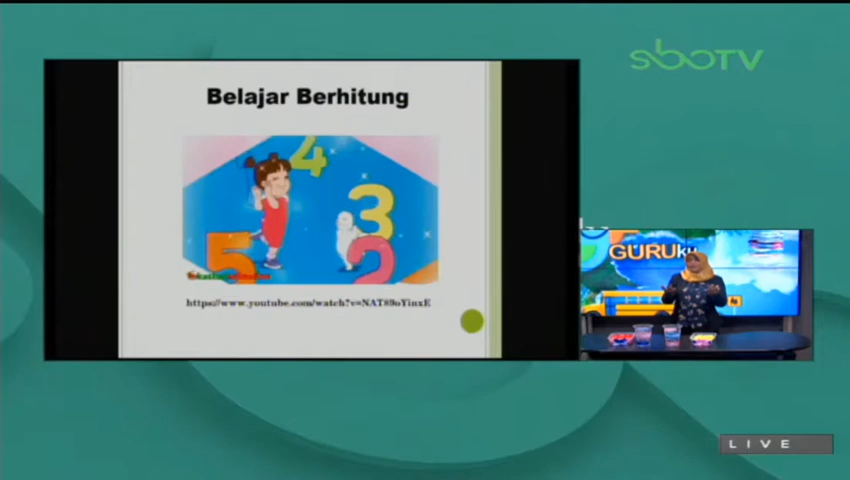 sboTV
Belajar Berhitung
4
3
5
2
https://www.youtube.com/watch?v=NAT89oYinxE
GURUku
LIVE